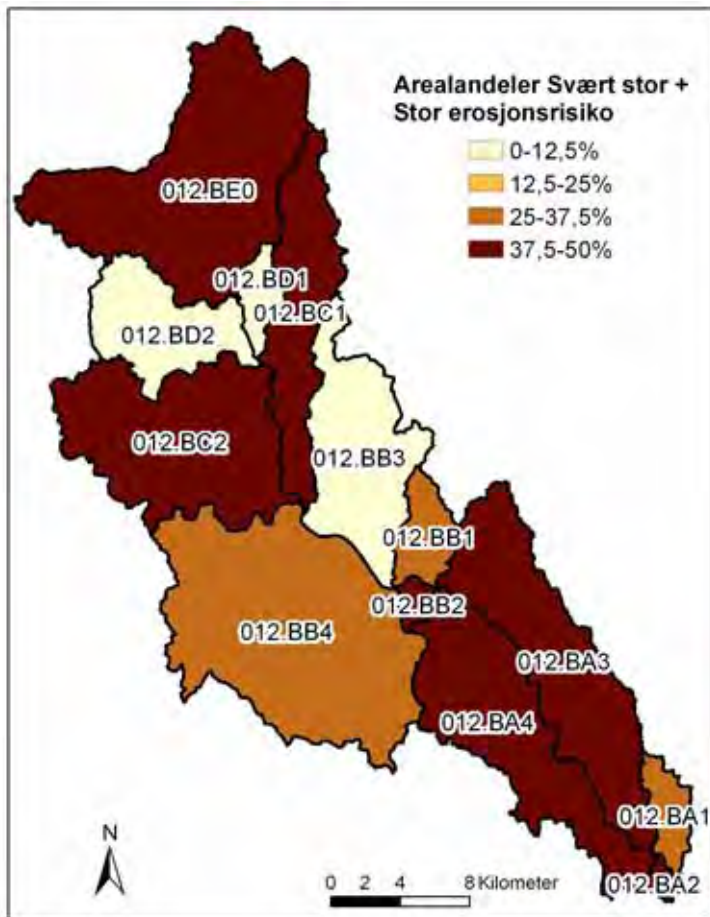 Arealandeler Svært stor +
Stor erosjonsrisiko
0-12,5%
12,5-25%
25-37,5%
37,5-50%
012.BE0
012.BD1
012.BC1
012.BD2
012.BC2
012.BB3
012.BB1
012.BB2
012.BB4
012.BA3
012.BA4
012.BA1
012.BA2
N
0 2 4 8 Kilometer